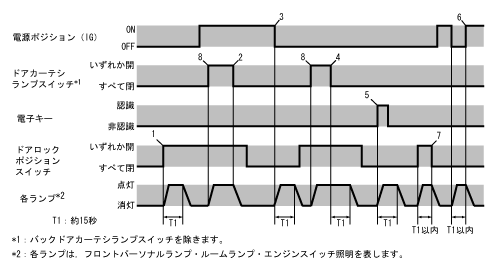 電源ポジション（IG）
ON
OFF
3
6
ドアカーテシ
ランプスイッチ*1
いずれか開
すべて閉
8
2
8
4
電子キー
認識
非認識
5
ドアロック
ポジション
スイッチ
いずれか開
すべて閉
1
7
各ランプ*2
点灯
消灯
T1：約15秒
T1
T1
T1
T1
T1以内
T1以内
*1：バックドアカーテシランプスイッチを除きます。
*2：各ランプは、フロントパーソナルランプ・ルームランプ・エンジンスイッチ照明を表します。